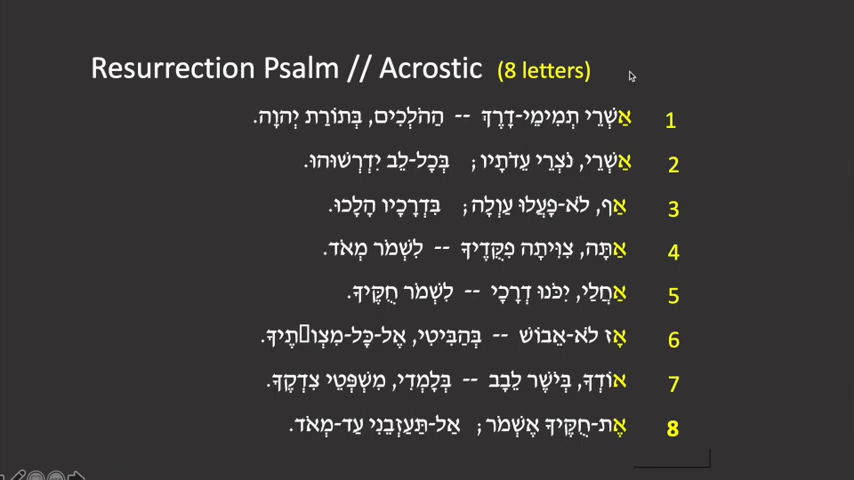 Resurrection Psalm // Acrostic (8 letters)
אַשְׁרֵי תְמִימֵי-דָרֶךְ -- הַהֹלְכִים, בְּתוֹרַת יְהוָה. 1
אַשְׁרֵי, נֹצְרֵי עֵדֹתָיו; בְּכָל-לֵב יִדְרְשׁוּהוּ. 2
אַף, לֹא-פָעֲלוּ עַוְלָה; בִּדְרָכָיו הָלָכוּ. 3
אַתָּה, צִוִּיתָה פִקֻּדֶיךָ -- לִשְׁמֹר מְאֹד. 4
אַחֲלַי, יִכֹּנוּ דְרָכָי -- לִשְׁמֹר חֻקֶּיךָ. 5
אָז לֹא-אֵבוֹשׁ -- בְּהַבִּיטִי, אֶל-כָּל-מִצְו͏ֹתֶיךָ. 6
אוֹדְךָ, בְּיֹשֶׁר לֵבָב -- בְּלָמְדִי, מִשְׁפְּטֵי צִדְקֶךָ. 7
אֶת-חֻקֶּיךָ אֶשְׁמֹר; אַל-תַּעַזְבֵנִי עַד-מְאֹד. 8